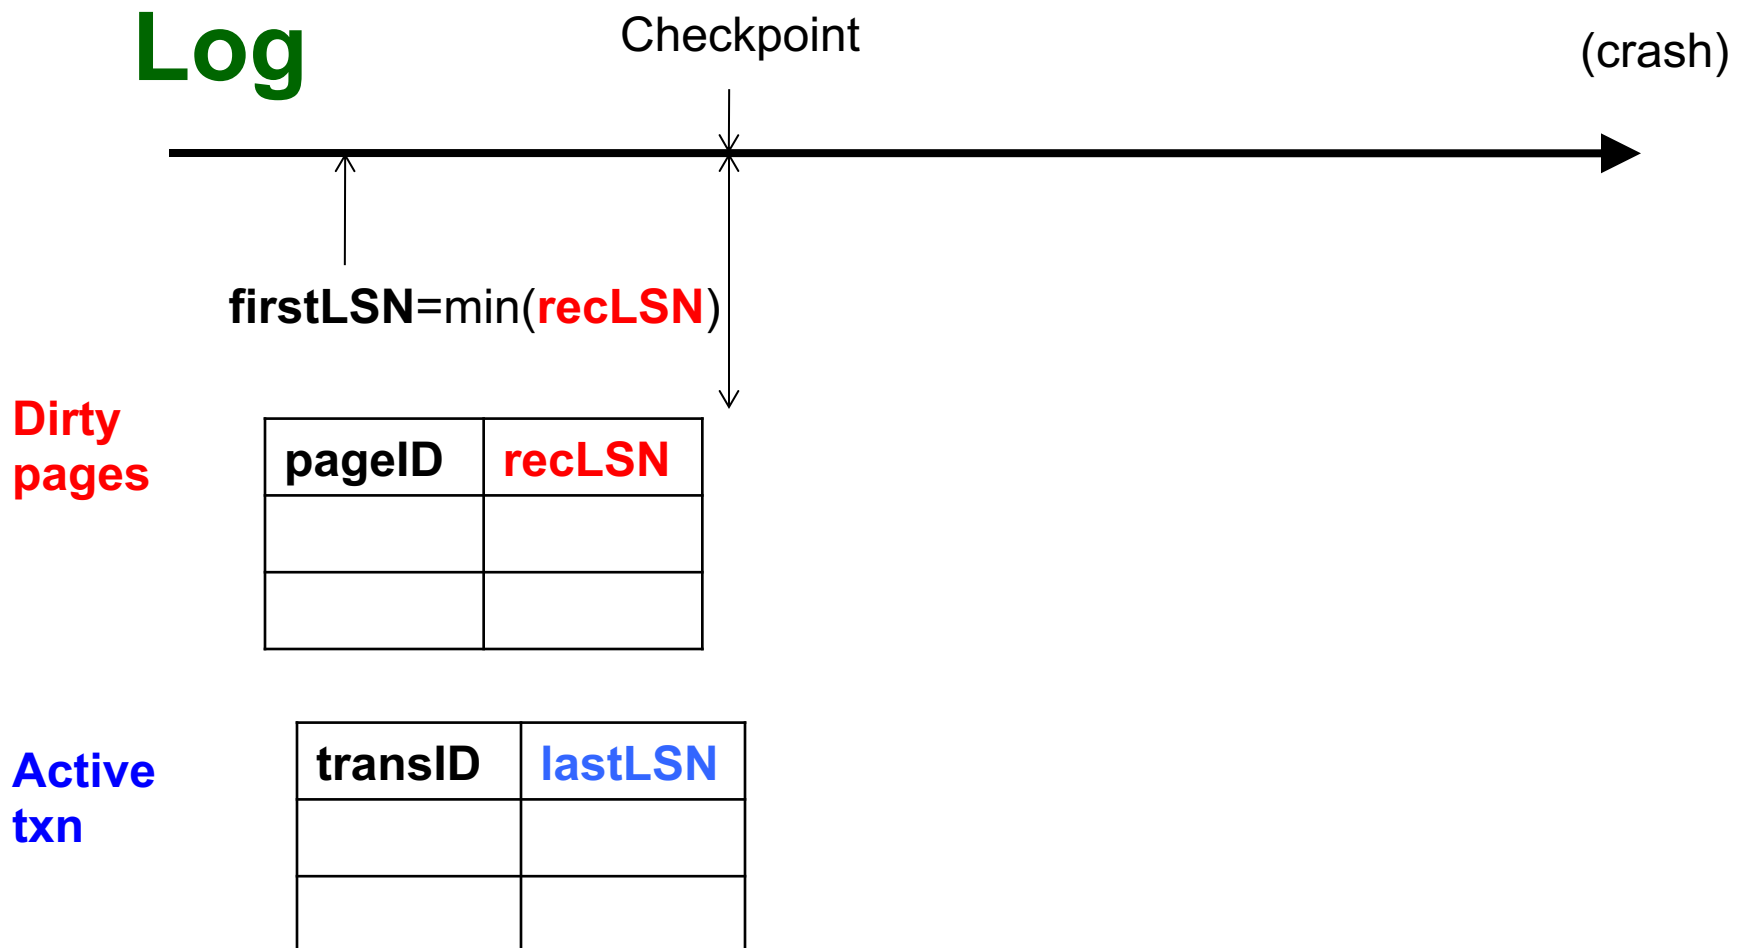 Log
Checkpoint
(crash)
firstLSN=min(recLSN)
Dirty
pages
pageID recLSN
Active
txn
transID lastLSN